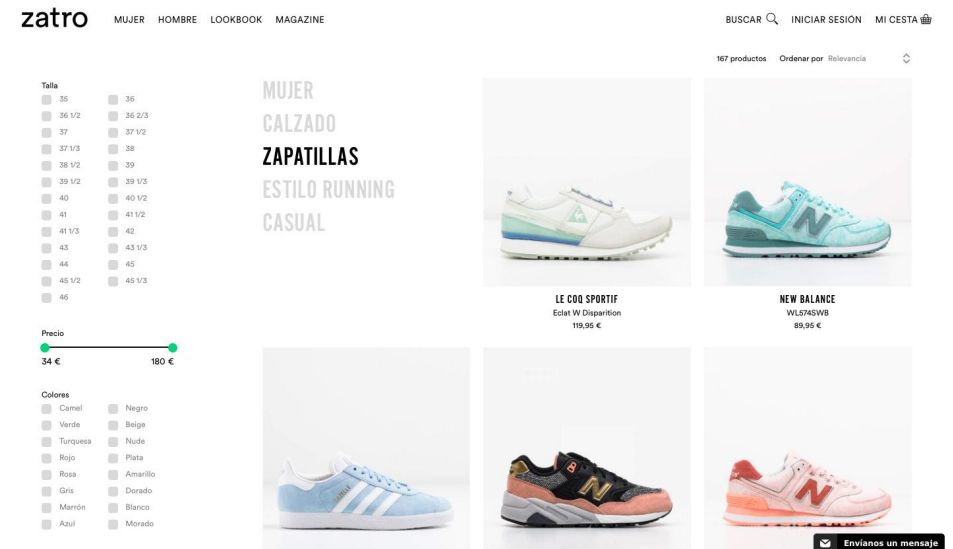 zatro
MUJER HOMBRE LOOKBOOK MAGAZINE
BUSCAR INICIAR SESIÓN MI CESTA
167 productos Ordenar por Relevancia
Talla
35 36
36 1/2 36 2/3
37 37 1/2
37 1/3 38
38 1/2 39
39 1/2 39 1/3
40 40 1/2
41 41 1/2
41 1/3 42
43 43 1/3
44 45
45 1/2 45 1/3
46
Precio
34 € 180 €
Colores
Camel Negro
Verde Beige
Turquesa Nude
Rojo Plata
Rosa Amarillo
Gris Dorado
Marrón Blanco
Azul Morado
MUJER
CALZADO
ZAPATILLAS
ESTILO RUNNING
CASUAL
LE COQ SPORTIF
Eclat W Disparition
119,95 €
NEW BALANCE
WL574SWB
89,95 €
Envíanos un mensaje